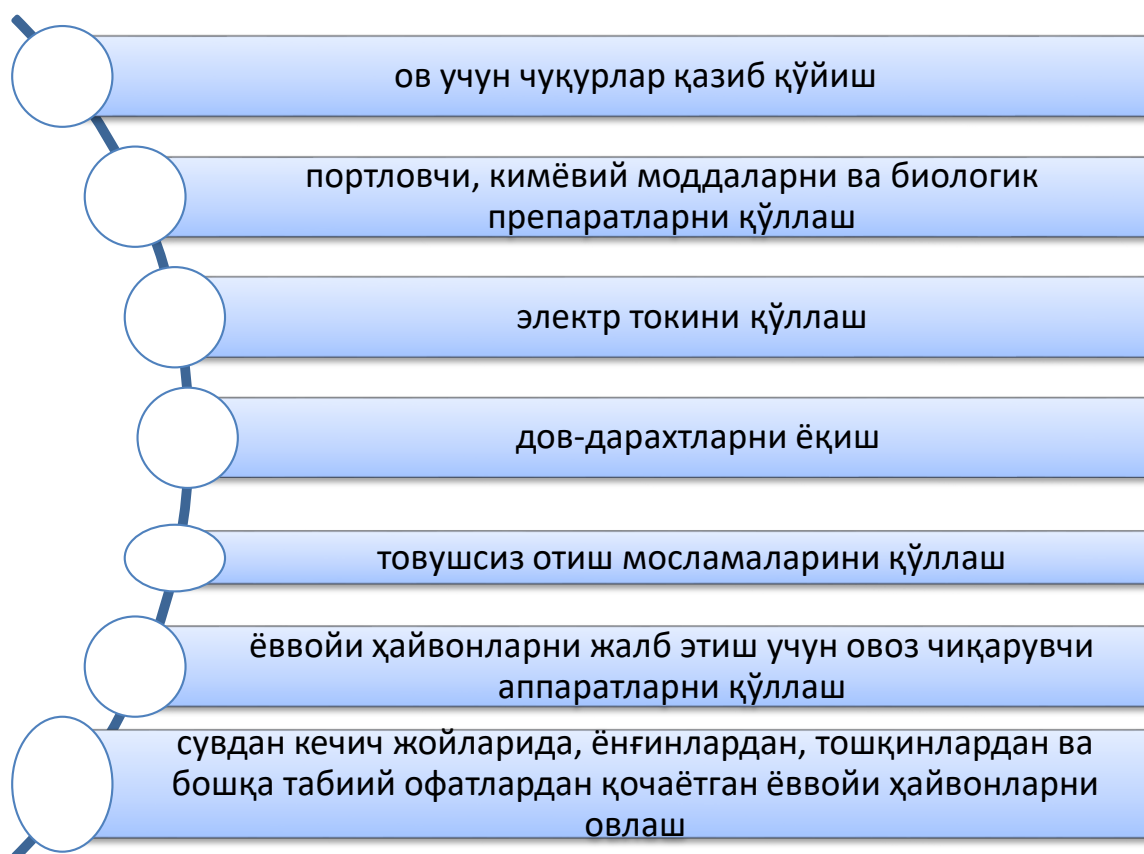 ов учун чуқурлар қазиб қўйиш
портловчи, кимёвий моддаларни ва биологик
препаратларни қўллаш
электр токини қўллаш
дов-дарахтларни ёқиш
товушсиз отиш мосламаларини қўллаш
ёввойи ҳайвонларни жалб этиш учун овоз чиқарувчи
аппаратларни қўллаш
сувдан кечич жойларида, ёнғинлардан, тошқинлардан ва
бошқа табиий офатлардан қочаётган ёввойи ҳайвонларни
овлаш